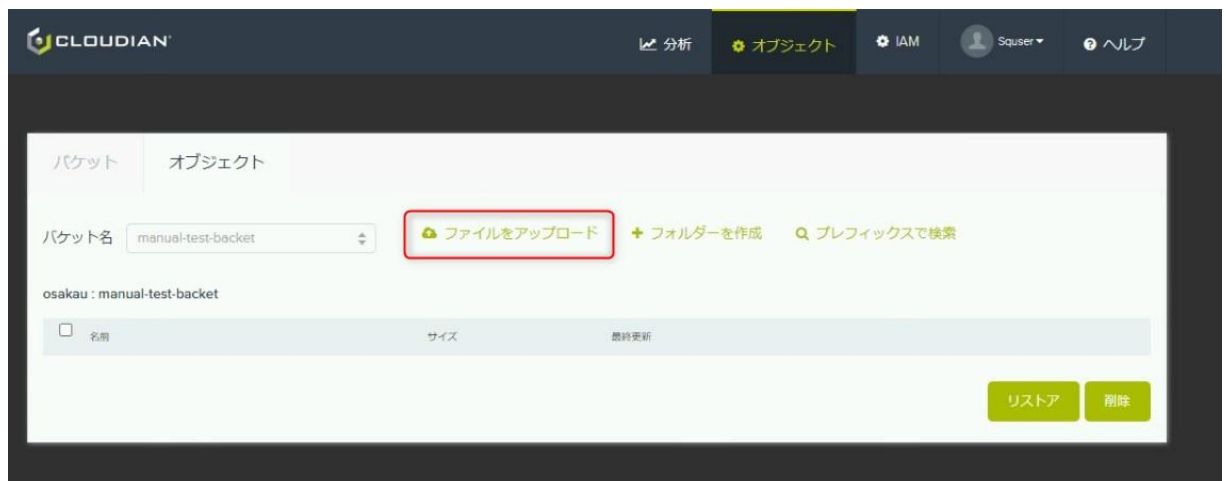 CLOUDIAN
分析
オブジェクト
IAM
Squser
ヘルプ
バケット
オブジェクト
バケット名
manual-test-backet
ファイルをアップロード
フォルダーを作成
プレフィックスで検索
osakau : manual-test-backet
名前
サイズ
最終更新
リストア
削除